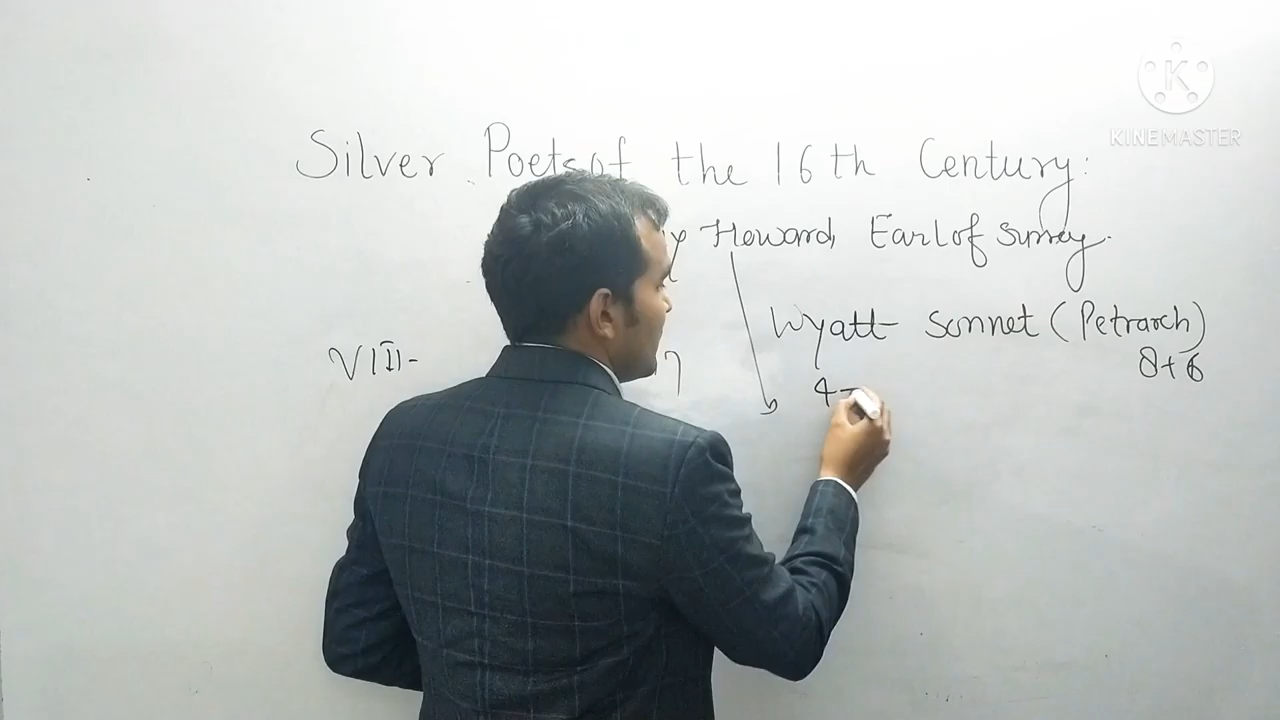 Silver Poets of the 16th Century:
Howard, Earl of Surrey.
Wyatt Sonnet (Petrarch)
8+6
VIII-
4-
K
KINEMASTER